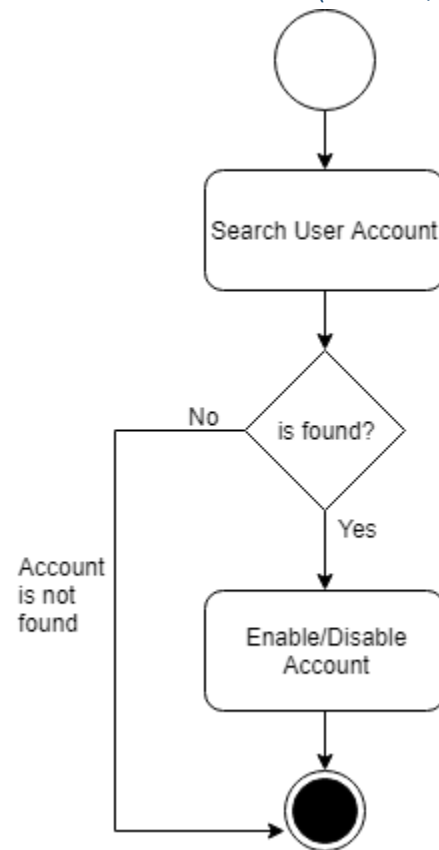 Search User Account
is found?
No
Yes
Account
is not
found
Enable/Disable
Account